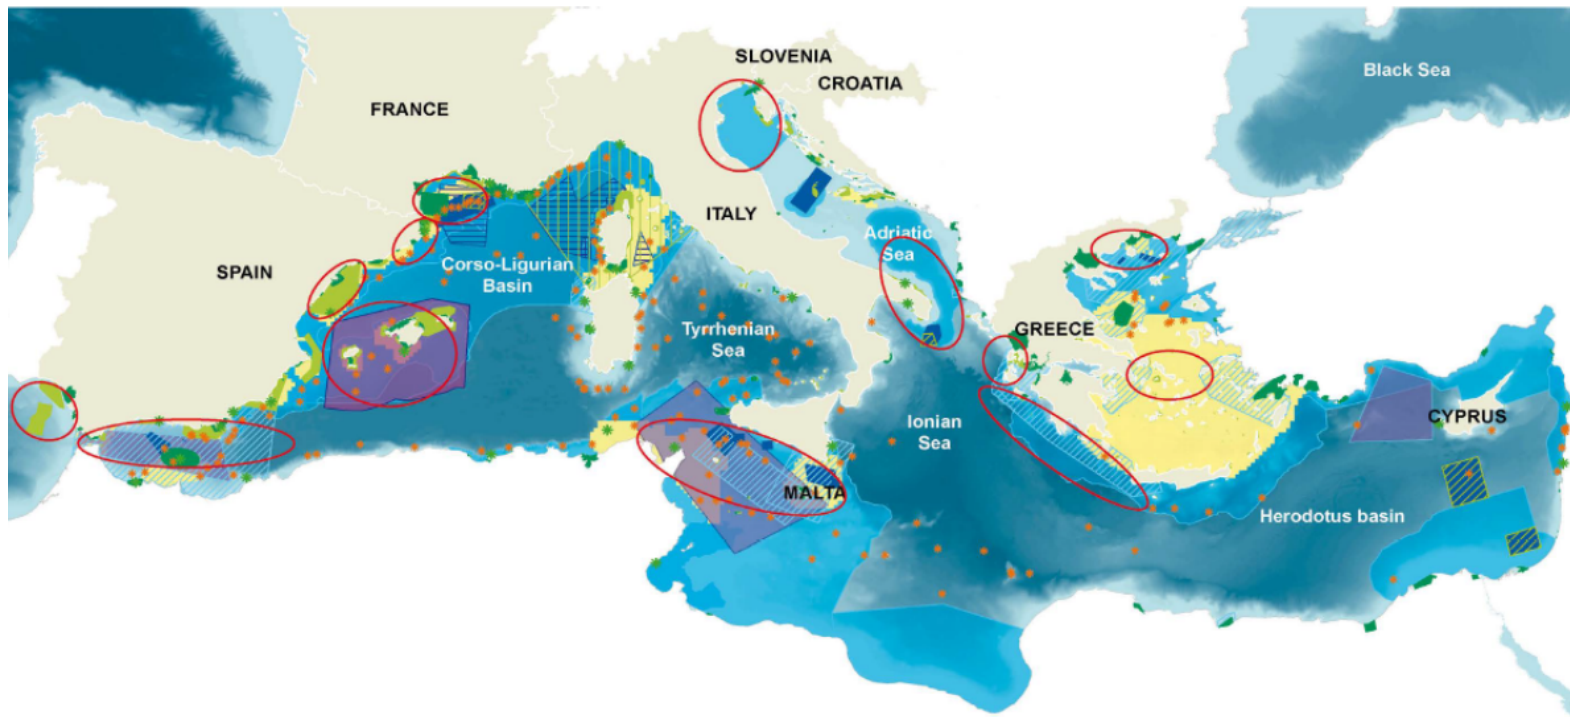 SLOVENIA
CROATIA
Black Sea
FRANCE
ITALY
Adriatic
Sea
SPAIN
Corso-Ligurian
Basin
Tyrrhenian
Sea
GREECE
Ionian
Sea
CYPRUS
MALTA
Herodotus basin